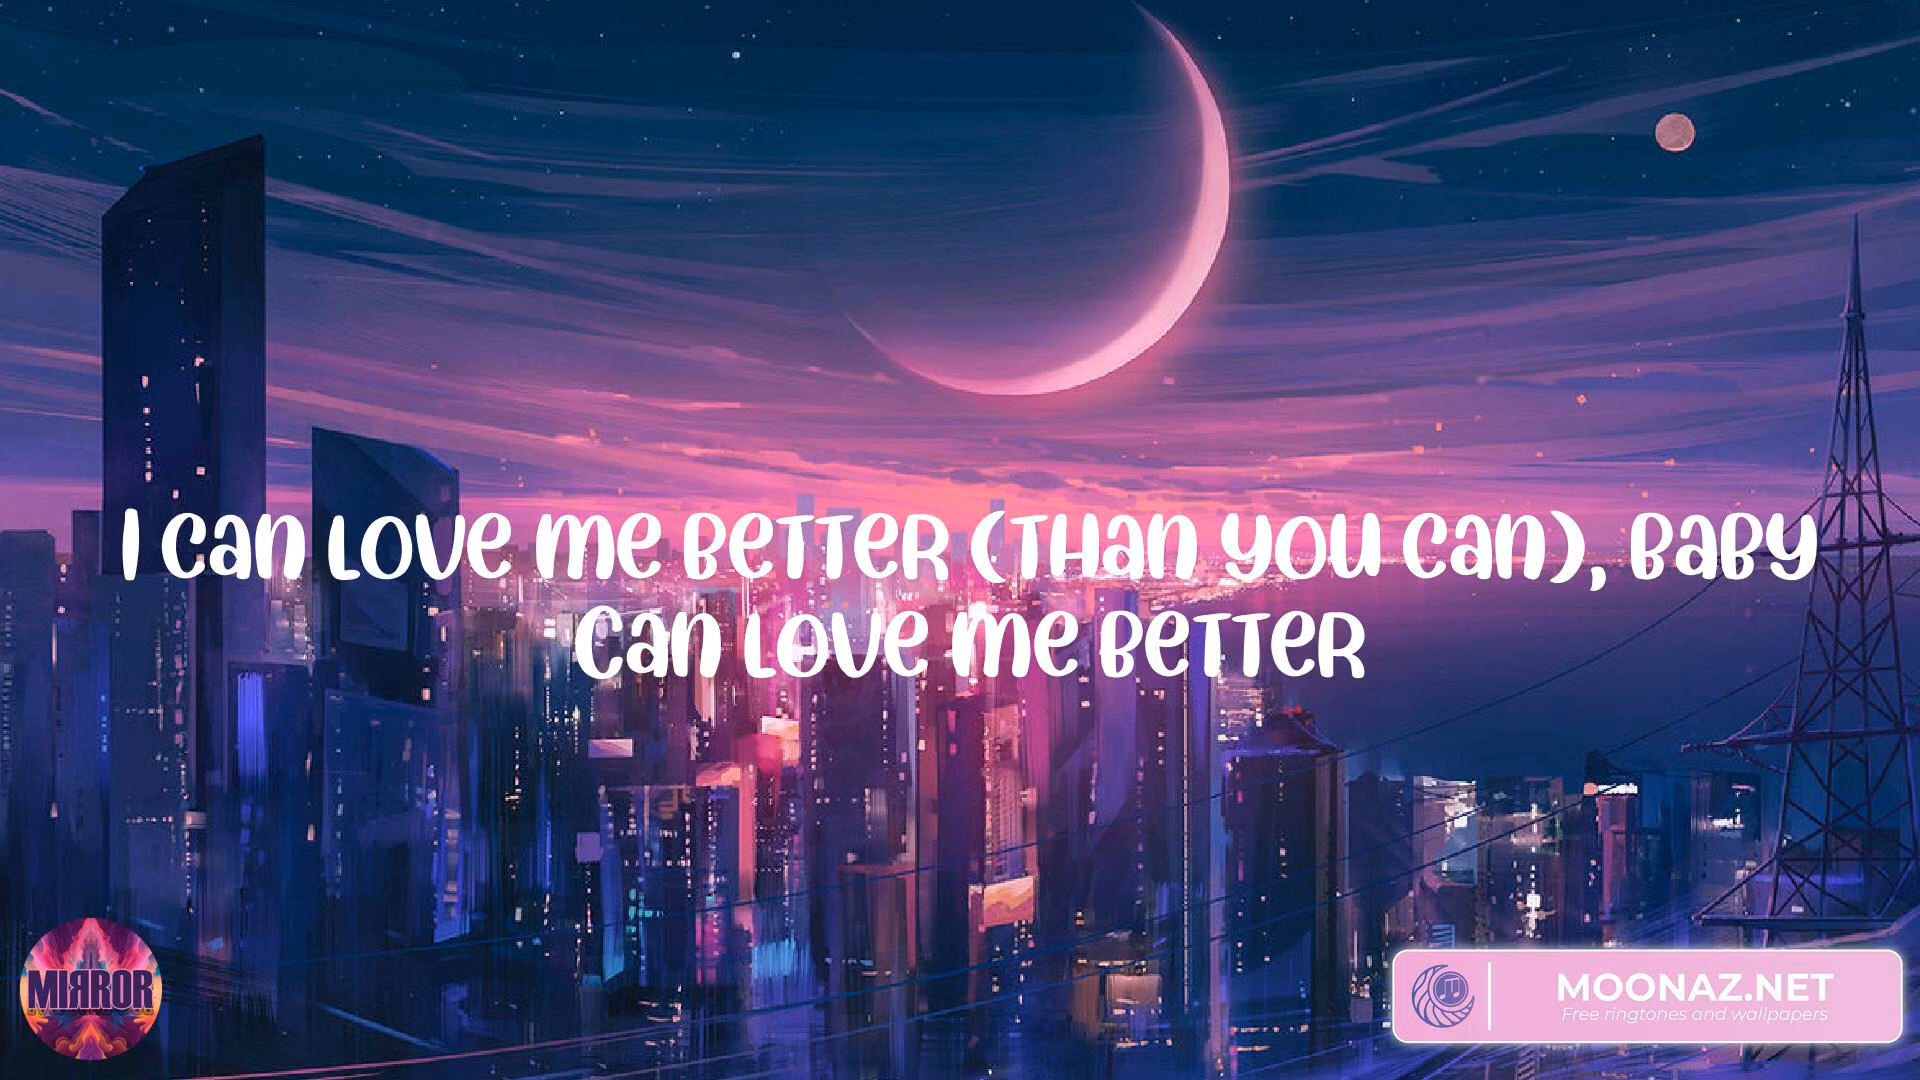 I can love me better (than you can), baby
Can love me better
MIRROR
MOONAZ.NET
Free ringtones and wallpapers